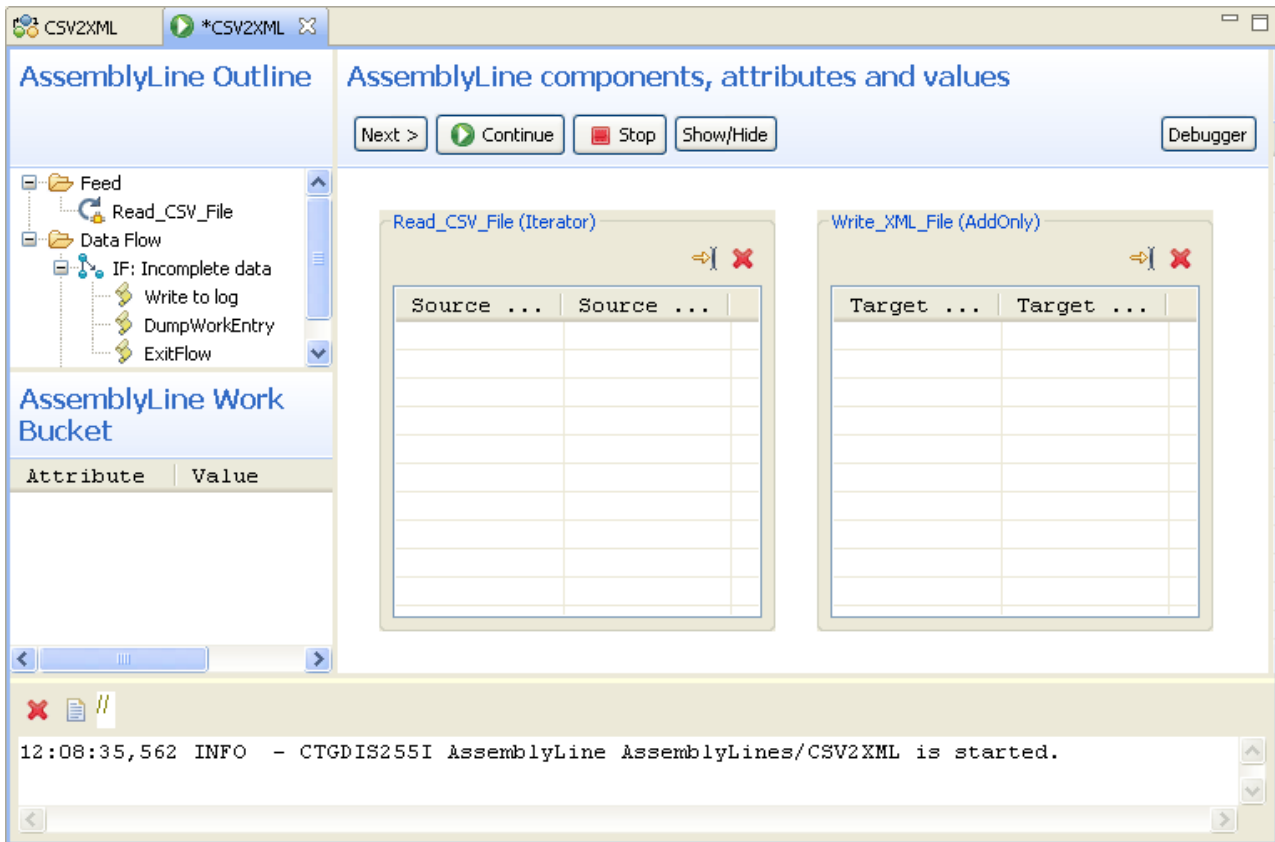 CSV2XML
*CSV2XML
AssemblyLine Outline
AssemblyLine components, attributes and values
Next >
Continue
Stop
Show/Hide
Debugger
Feed
Read_CSV_File
Data Flow
IF: Incomplete data
Write to log
DumpWorkEntry
ExitFlow
Read_CSV_File (Iterator)
Source ... Source ...
Write_XML_File (AddOnly)
Target ... Target ...
AssemblyLine Work
Bucket
Attribute Value
//
12:08:35,562 INFO - CTGDIS255I AssemblyLine AssemblyLines/CSV2XML is started.